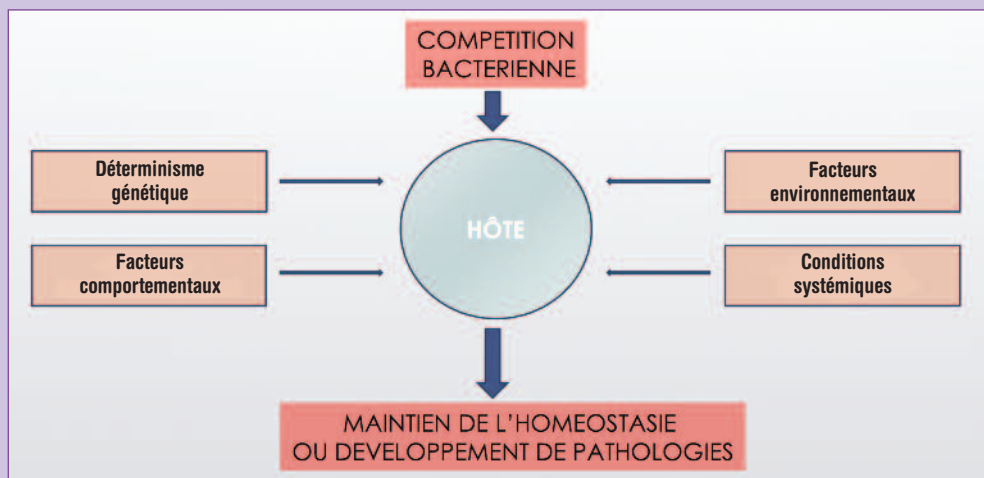 COMPETITION
BACTERIENNE
Déterminisme
génétique
Facteurs
environnementaux
HÔTE
Facteurs
comportementaux
Conditions
systémiques
MAINTIEN DE L'HOMEOSTASIE
OU DEVELOPPEMENT DE PATHOLOGIES